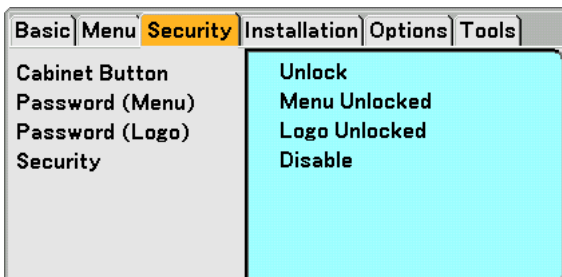 Basic Menu Security Installation Options Tools
Cabinet Button Unlock
Password (Menu) Menu Unlocked
Password (Logo) Logo Unlocked
Security Disable